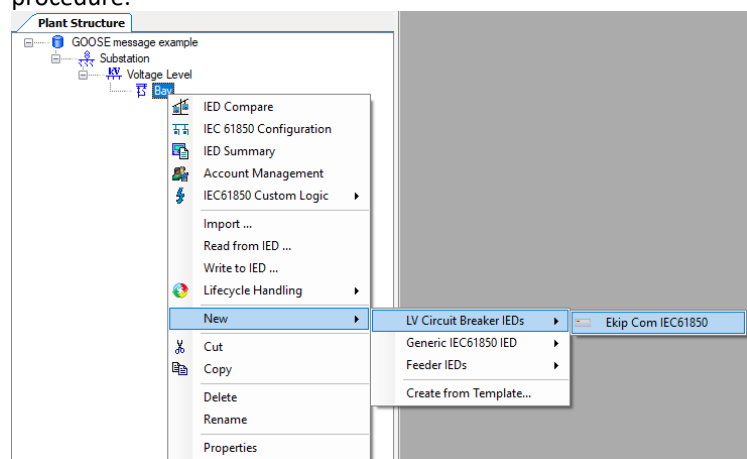 procedure.
Plant Structure
GOOSE message example
Substation
Voltage Level
Bay
IED Compare
IEC 61850 Configuration
IED Summary
Account Management
IEC61850 Custom Logic
Import ...
Read from IED ...
Write to IED ...
Lifecycle Handling
New
LV Circuit Breaker IEDs
Ekip Com IEC61850
Generic IEC61850 IED
Feeder IEDs
Create from Template...
Cut
Copy
Delete
Rename
Properties